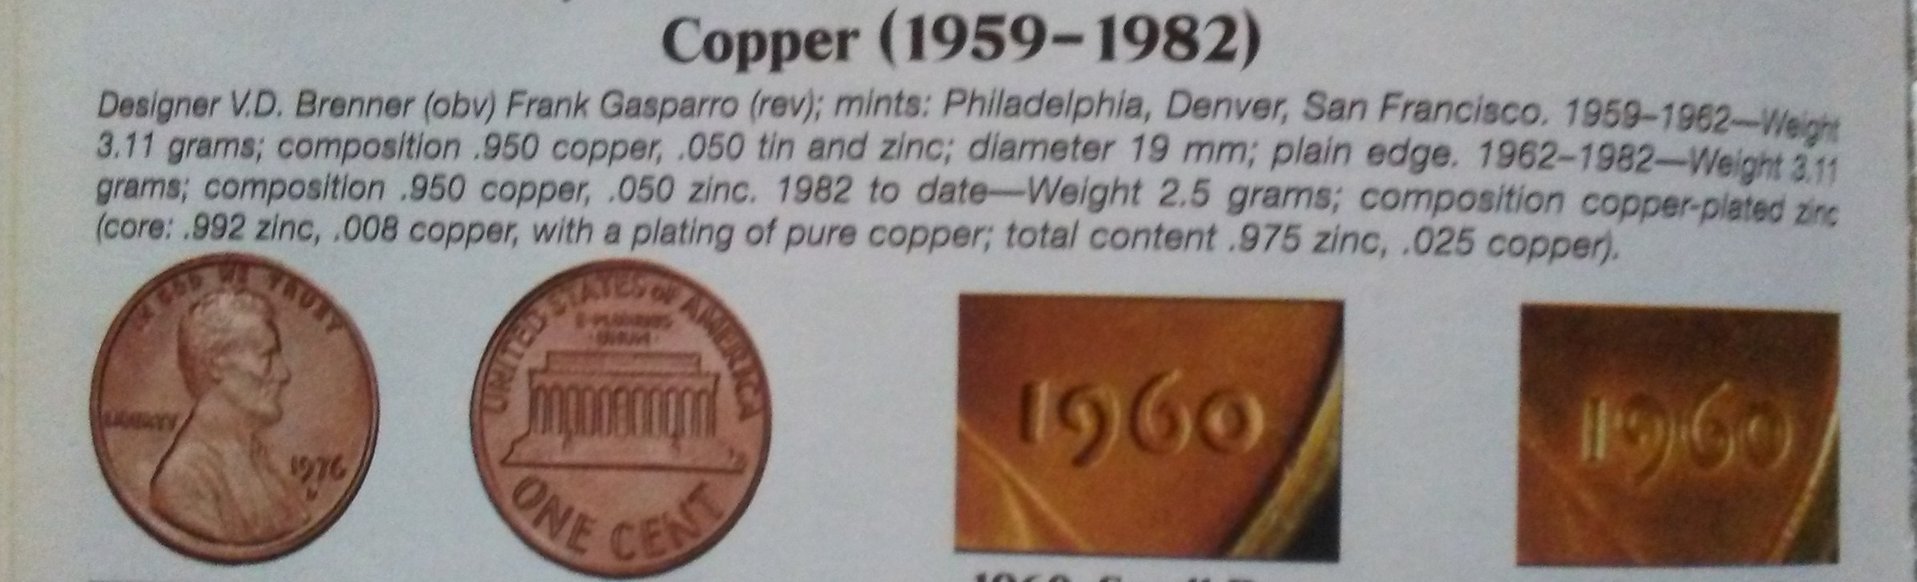 Copper (1959–1982)
Designer V.D. Brenner (obv) Frank Gasparro (rev); mints: Philadelphia, Denver, San Francisco. 1959–1962—Weight
3.11 grams; composition .950 copper, .050 tin and zinc; diameter 19 mm; plain edge. 1962–1982—Weight 3.11
grams; composition .950 copper, .050 zinc. 1982 to date—Weight 2.5 grams; composition copper-plated zinc
(core: .992 zinc, .008 copper, with a plating of pure copper; total content .975 zinc, .025 copper).
IN GOD WE TRUST
LIBERTY
1976
UNITED STATES OF AMERICA
E PLURIBUS
UNUM
ONE CENT
1960
1960
1960